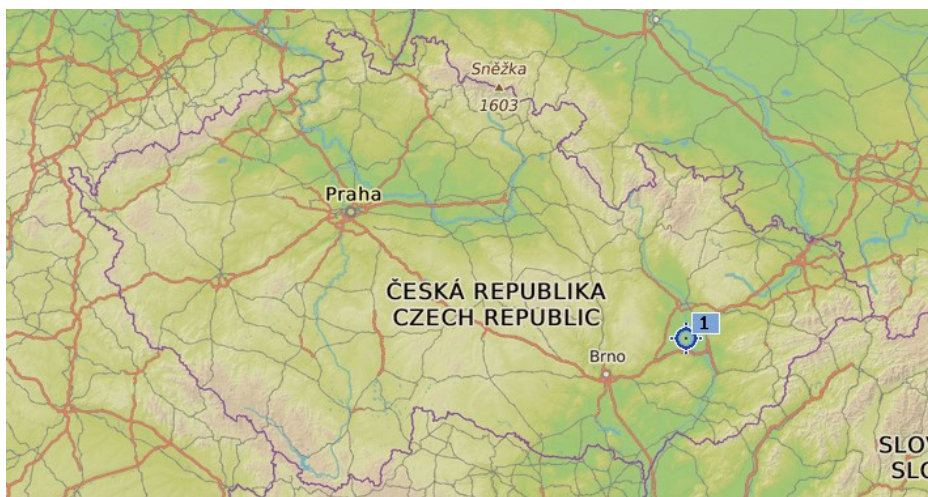 Sněžka
1603
Praha
ČESKÁ REPUBLIKA
CZECH REPUBLIC
1
Brno
SLOV
SLO